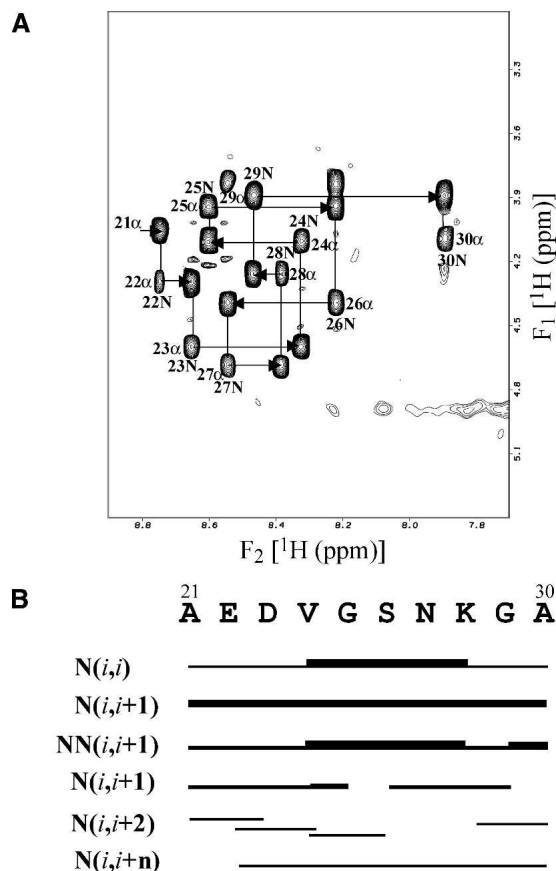 A
3.3
3.6
25N 29N 3.9
25α 29α
21α 24N
28N 24α 30α
22α 28α 30N 4.2
22N 26α
26N
4.5
23α
23N 27α
27N
4.8
5.1
8.8 8.6 8.4 8.2 8.0 7.8
F2 [1H (ppm)]
F1 [1H (ppm)]
B
21 30
A E D V G S N K G A
N(i,i)
N(i,i+1)
NN(i,i+1)
N(i,i+1)
N(i,i+2)
N(i,i+n)